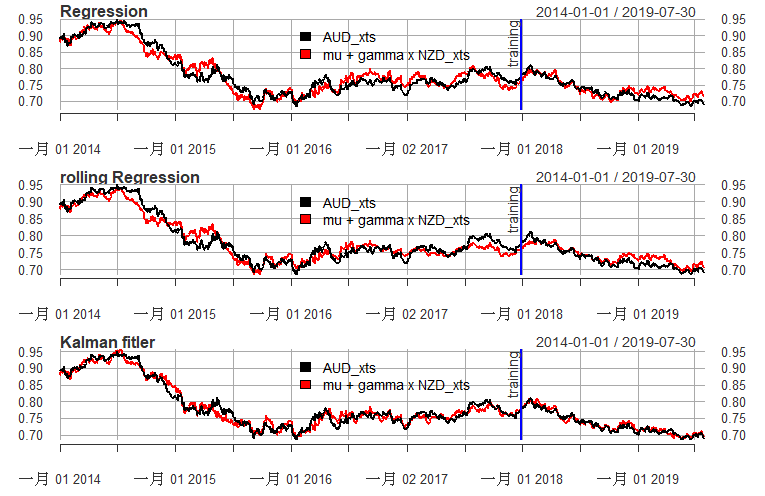 Regression 2014-01-01 / 2019-07-30
0.95 0.95
0.90 0.90
0.85 0.85
0.80 0.80
0.75 0.75
0.70 0.70
AUD_xts
mu + gamma x NZD_xts
training
一月 01 2014 一月 01 2015 一月 01 2016 一月 02 2017 一月 01 2018 一月 01 2019
rolling Regression 2014-01-01 / 2019-07-30
0.95 0.95
0.90 0.90
0.85 0.85
0.80 0.80
0.75 0.75
0.70 0.70
AUD_xts
mu + gamma x NZD_xts
training
一月 01 2014 一月 01 2015 一月 01 2016 一月 02 2017 一月 01 2018 一月 01 2019
Kalman fitler 2014-01-01 / 2019-07-30
0.95 0.95
0.90 0.90
0.85 0.85
0.80 0.80
0.75 0.75
0.70 0.70
AUD_xts
mu + gamma x NZD_xts
training
一月 01 2014 一月 01 2015 一月 01 2016 一月 02 2017 一月 01 2018 一月 01 2019